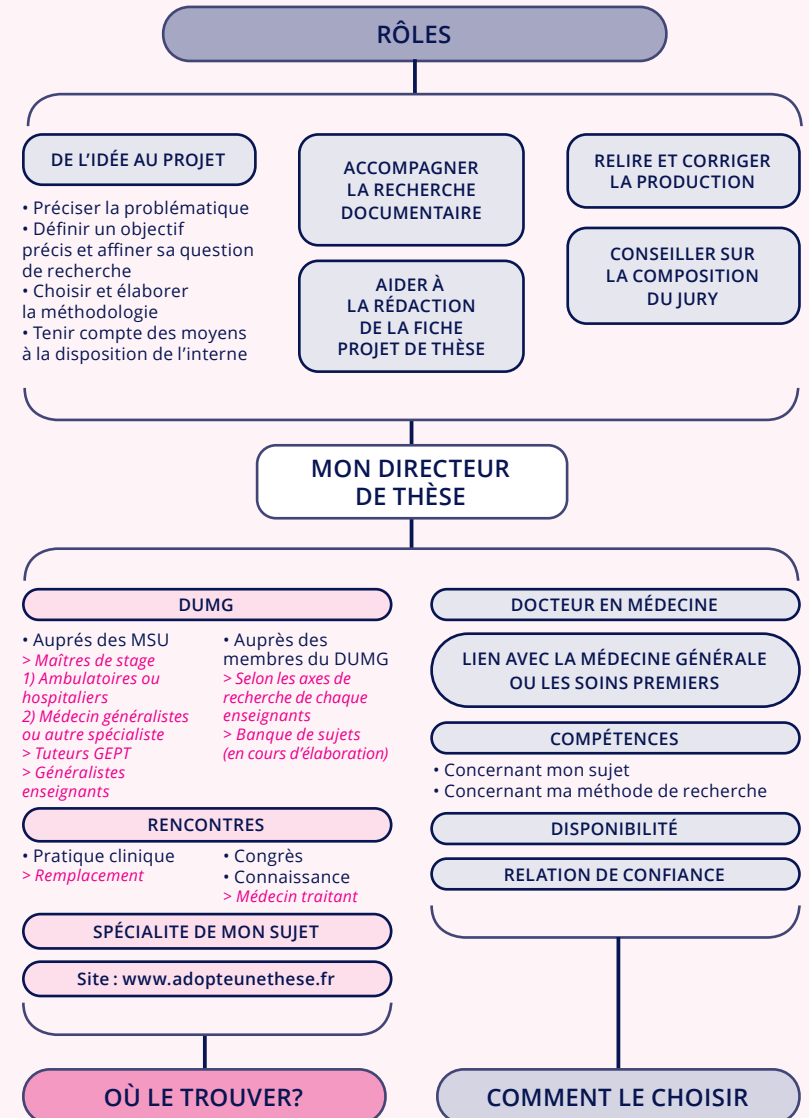 RÔLES
DE L'IDÉE AU PROJET
• Préciser la problématique
• Définir un objectif
précis et affiner sa question
de recherche
• Choisir et élaborer
la méthodologie
• Tenir compte des moyens
à la disposition de l'interne
ACCOMPAGNER
LA RECHERCHE
DOCUMENTAIRE
AIDER À
LA RÉDACTION
DE LA FICHE
PROJET DE THÈSE
RELIRE ET CORRIGER
LA PRODUCTION
CONSEILLER SUR
LA COMPOSITION
DU JURY
MON DIRECTEUR
DE THÈSE
DUMG
• Auprés des MSU
> Maîtres de stage
1) Ambulatoires ou
hospitaliers
2) Médecin généralistes
ou autre spécialiste
> Tuteurs GEPT
> Généralistes
enseignants
• Auprès des
membres du DUMG
> Selon les axes de
recherche de chaque
enseignants
> Banque de sujets
(en cours d'élaboration)
RENCONTRES
• Pratique clinique
> Remplacement
• Congrès
• Connaissance
> Médecin traitant
SPÉCIALITE DE MON SUJET
Site : www.adopteunethese.fr
OÙ LE TROUVER?
DOCTEUR EN MÉDECINE
LIEN AVEC LA MÉDECINE GÉNÉRALE
OU LES SOINS PREMIERS
COMPÉTENCES
• Concernant mon sujet
• Concernant ma méthode de recherche
DISPONIBILITÉ
RELATION DE CONFIANCE
COMMENT LE CHOISIR